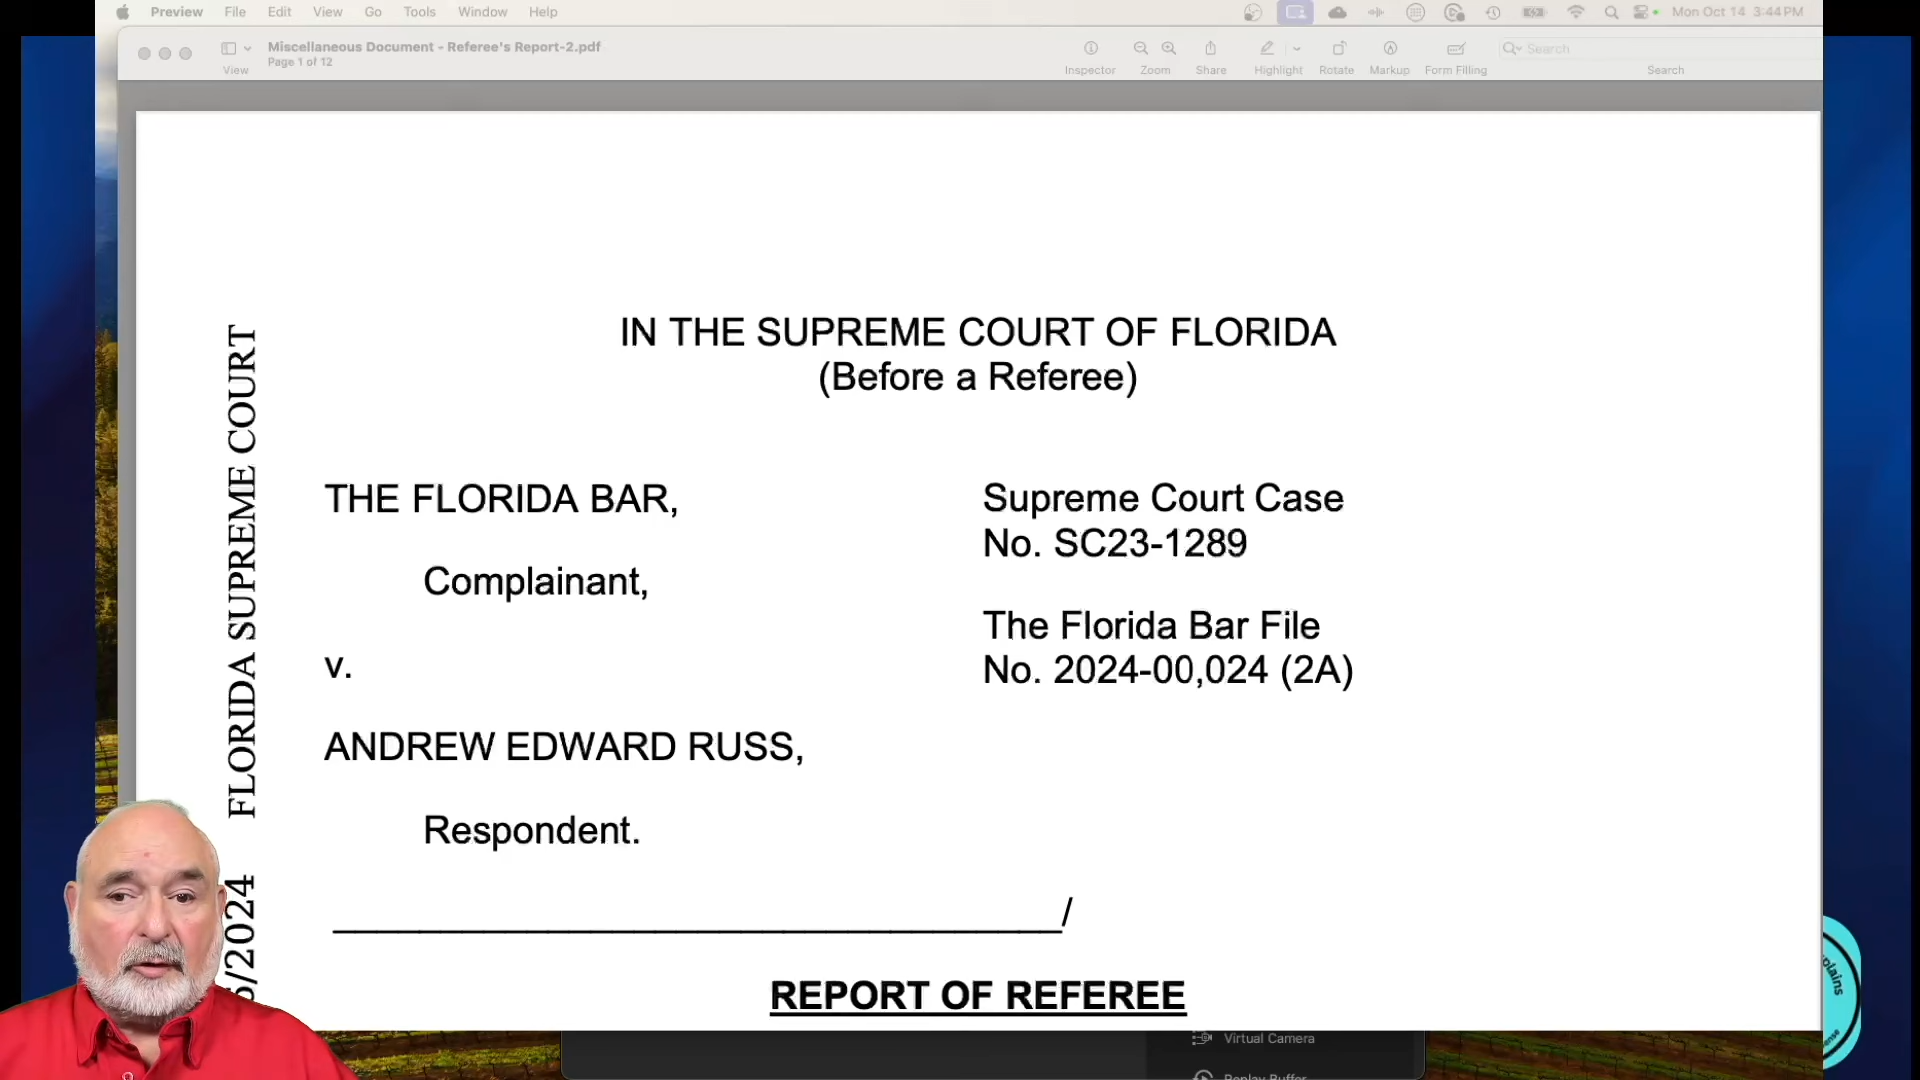 Preview File Edit View Go Tools Window Help
Mon Oct 14 3:44 PM
Miscellaneous Document - Referee's Report-2.pdf
Page 1 of 12
View
Inspector Zoom Share Highlight Rotate Markup Form Filling Search
Search
IN THE SUPREME COURT OF FLORIDA
(Before a Referee)
THE FLORIDA BAR,
Complainant,
v.
ANDREW EDWARD RUSS,
Respondent.
/
Supreme Court Case
No. SC23-1289
The Florida Bar File
No. 2024-00,024 (2A)
REPORT OF REFEREE
FLORIDA SUPREME COURT
/2024
Virtual Camera
Replay Buffer